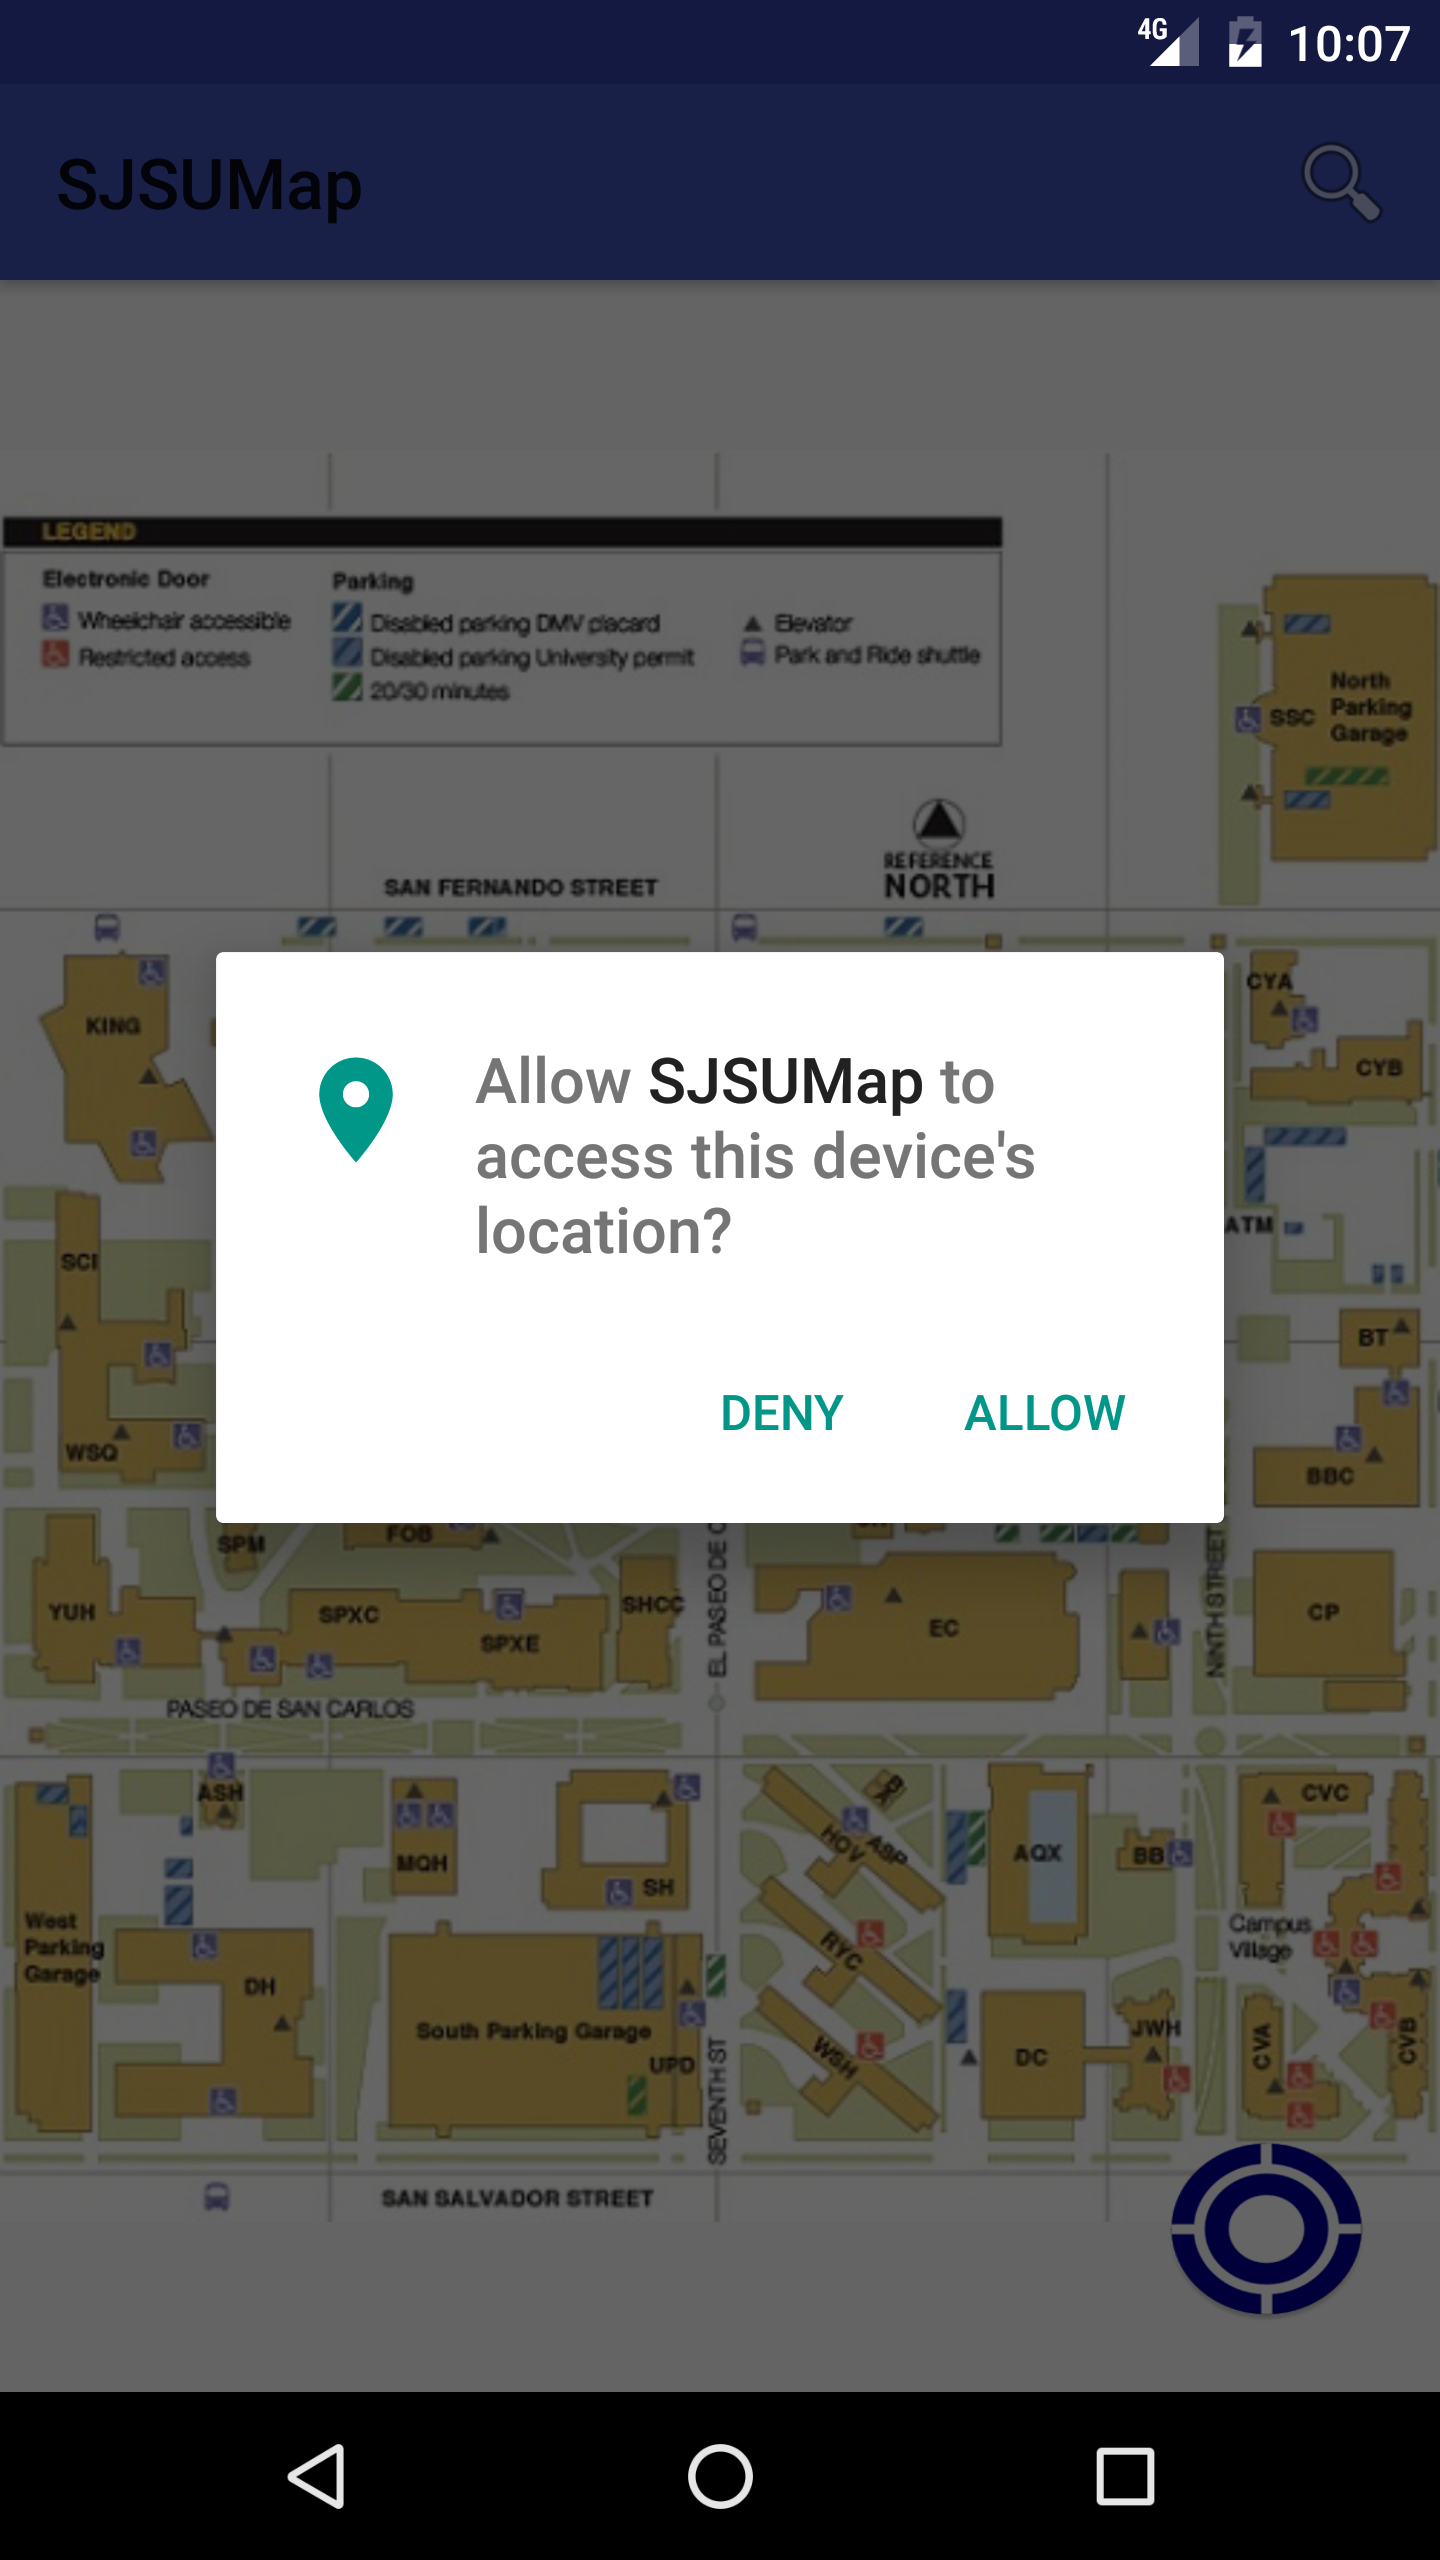 4G 10:07
SJSUMap
LEGEND
Electronic Door
Wheelchair accessible
Restricted access
Parking
Disabled parking DMV placard
Disabled parking University permit
20/30 minutes
Elevator
Park and Ride shuttle
North
Parking
Garage
SSC
REFERENCE
NORTH
SAN FERNANDO STREET
KING
CYA
CYB
Allow SJSUMap to
access this device's
location?
DENY ALLOW
ATM
SCI
BT
WSQ
BBC
SPM
FOB
YUH
SPXC
SPXE
SHCC
EL PASEO DE C
EC
NINTH STREET
CP
PASEO DE SAN CARLOS
ASH
MQH
SH
BX
HOV
ASP
AQX
BB
CVC
West
Parking
Garage
DH
South Parking Garage
UPD
SEVENTH ST
RYC
WSH
DC
JWH
Campus
Village
CVA
CVB
SAN SALVADOR STREET